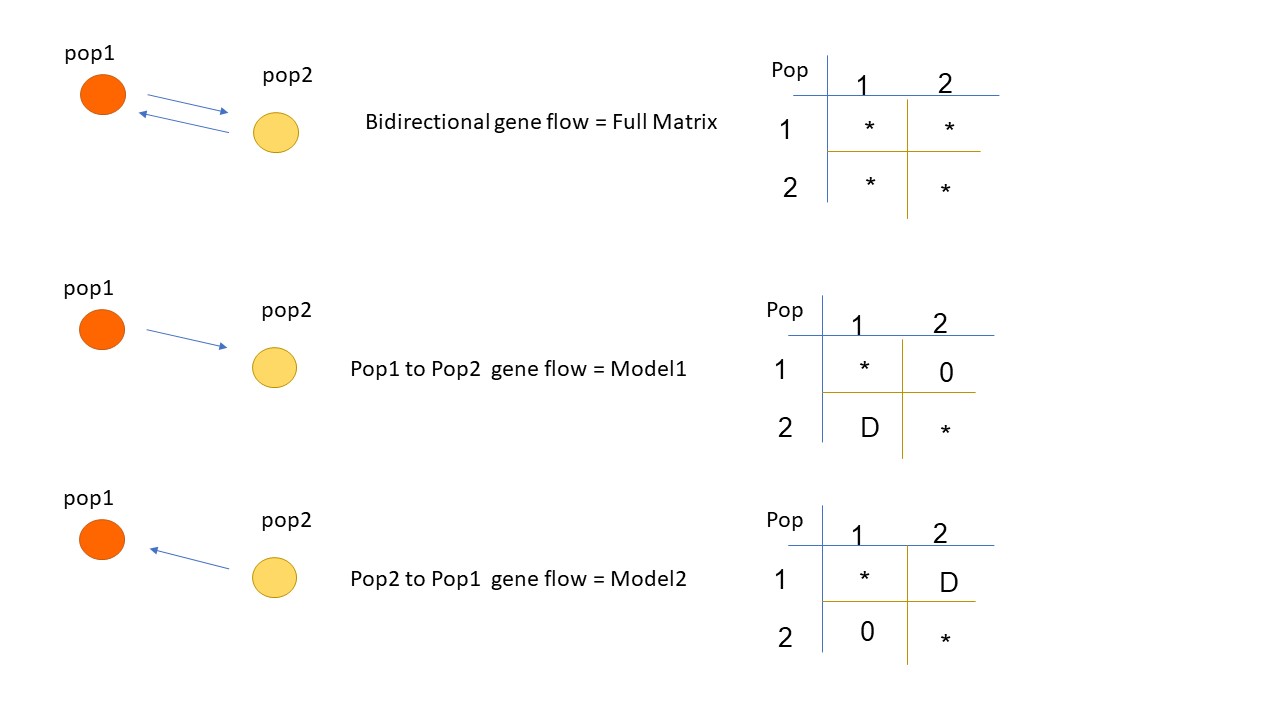 pop1
pop2
Bidirectional gene flow = Full Matrix
Pop 1 2
1 * *
2 * *
pop1
pop2
Pop1 to Pop2 gene flow = Model1
Pop 1 2
1 * 0
2 D *
pop1
pop2
Pop2 to Pop1 gene flow = Model2
Pop 1 2
1 * D
2 0 *